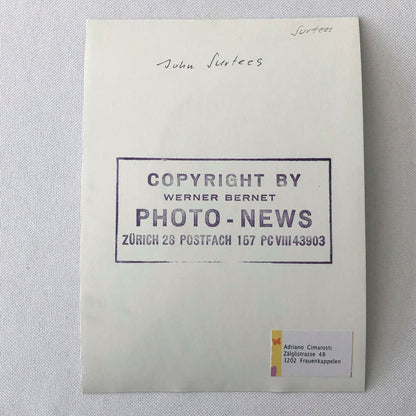 Surtees
John Surtees
COPYRIGHT BY
WERNER BERNET
PHOTO - NEWS
ZÜRICH 28 POSTFACH 157 PC VIII 43903
Adriano Cimarosti
Zälglistrasse 48
3202 Frauenkappelen